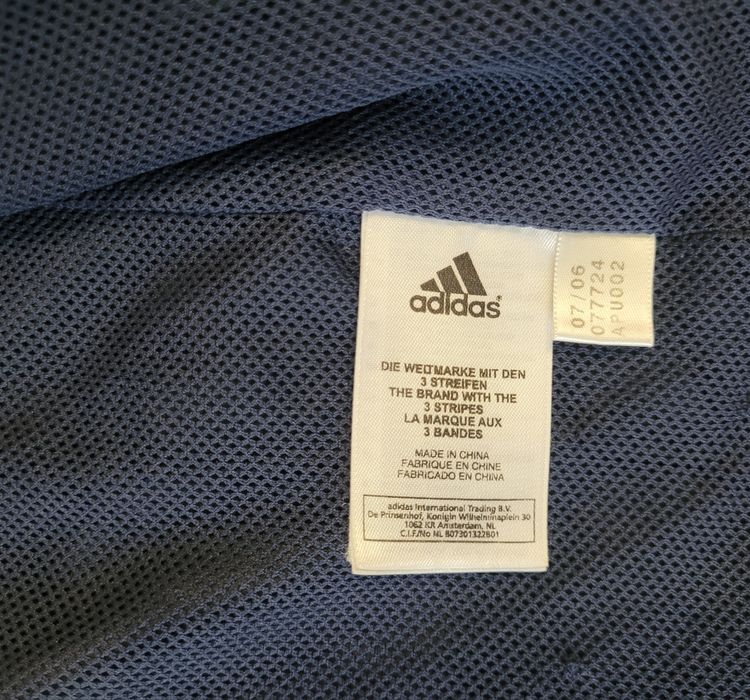 adidas
DIE WELTMARKE MIT DEN
3 STREIFEN
THE BRAND WITH THE
3 STRIPES
LA MARQUE AUX
3 BANDES
MADE IN CHINA
FABRIQUE EN CHINE
FABRICADO EN CHINA
adidas International Trading B.V.
De Prinsenhof, Konigin Wilhelminaplein 30
1062 KR Amsterdam, NL
C.I.F./No NL 807301322B01
07/06
077724
APU002